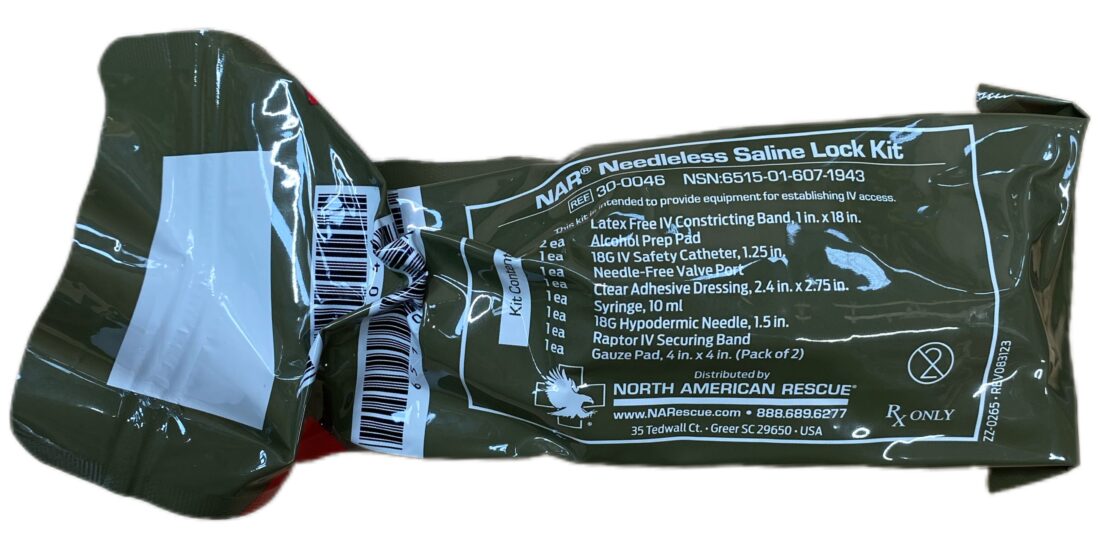 NAR® Needleless Saline Lock Kit
REF 30-0046 NSN:6515-01-607-1943
This kit is intended to provide equipment for establishing IV access.
Kit Content
Latex Free IV Constricting Band, 1 in. x 18 in.
2 ea Alcohol Prep Pad
1 ea 18G IV Safety Catheter, 1.25 in.
1 ea Needle-Free Valve Port
1 ea Clear Adhesive Dressing, 2.4 in. x 2.75 in.
1 ea Syringe, 10 ml
1 ea 18G Hypodermic Needle, 1.5 in.
1 ea Raptor IV Securing Band
1 ea Gauze Pad, 4 in. x 4 in. (Pack of 2)
Distributed by
NORTH AMERICAN RESCUE®
www.NARescue.com • 888.689.6277
35 Tedwall Ct. · Greer SC 29650 · USA
2
Rx ONLY
ZZ-0265 · REV083123